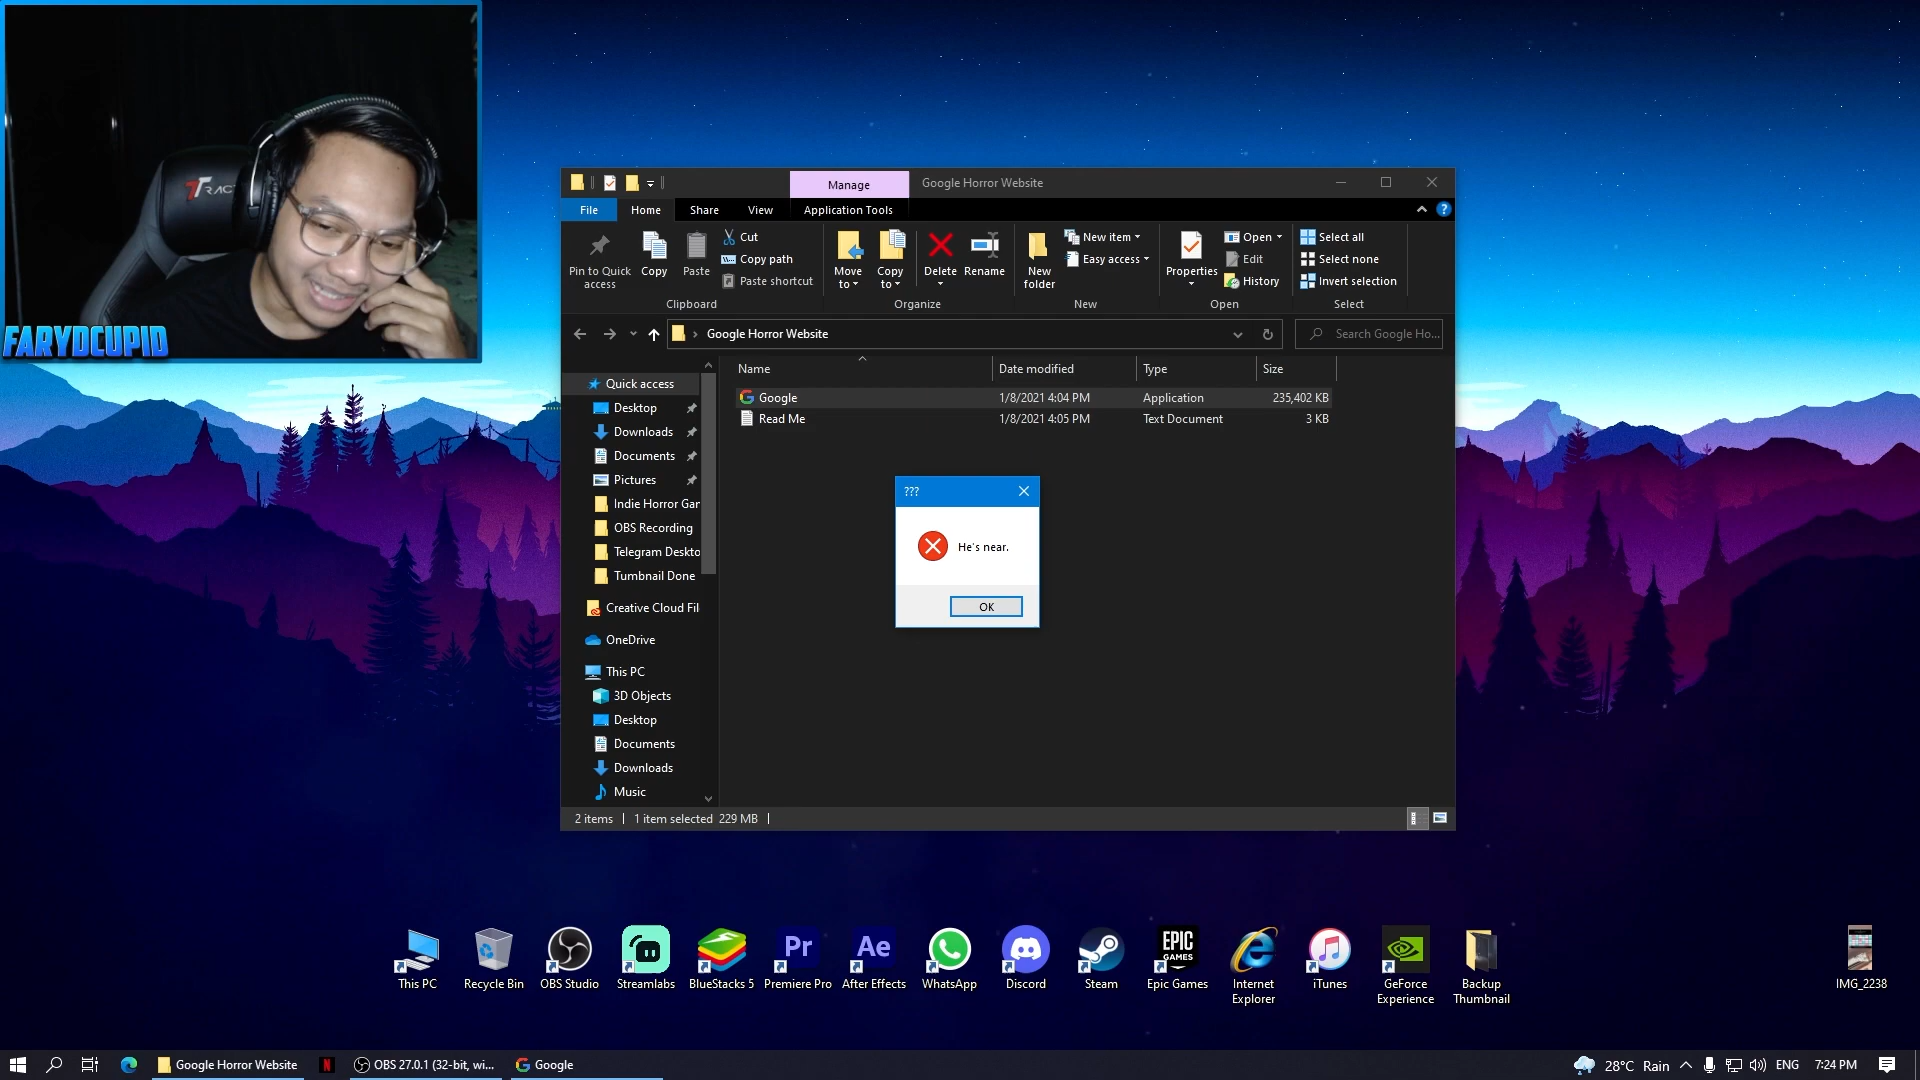 FARYDCUPID
Manage
Google Horror Website
File
Home
Share
View
Application Tools
Pin to Quick
access
Copy
Paste
Cut
Copy path
Paste shortcut
Clipboard
Move
to
Copy
to
Delete
Rename
Organize
New
folder
New item
Easy access
New
Properties
Open
Edit
History
Open
Select all
Select none
Invert selection
Select
Google Horror Website
Search Google Ho...
Name
Date modified
Type
Size
Google
1/8/2021 4:04 PM
Application
235,402 KB
Read Me
1/8/2021 4:05 PM
Text Document
3 KB
Quick access
Desktop
Downloads
Documents
Pictures
Indie Horror Gar
OBS Recording
Telegram Deskto
Tumbnail Done
Creative Cloud Fil
OneDrive
This PC
3D Objects
Desktop
Documents
Downloads
Music
???
He's near.
OK
2 items
1 item selected 229 MB
Pr
Ae
EPIC
GAMES
This PC
Recycle Bin
OBS Studio
Streamlabs
BlueStacks 5
Premiere Pro
After Effects
WhatsApp
Discord
Steam
Epic Games
Internet
Explorer
iTunes
GeForce
Experience
Backup
Thumbnail
IMG_2238
Google Horror Website
N
OBS 27.0.1 (32-bit, wi...
Google
28°C Rain
ENG
7:24 PM